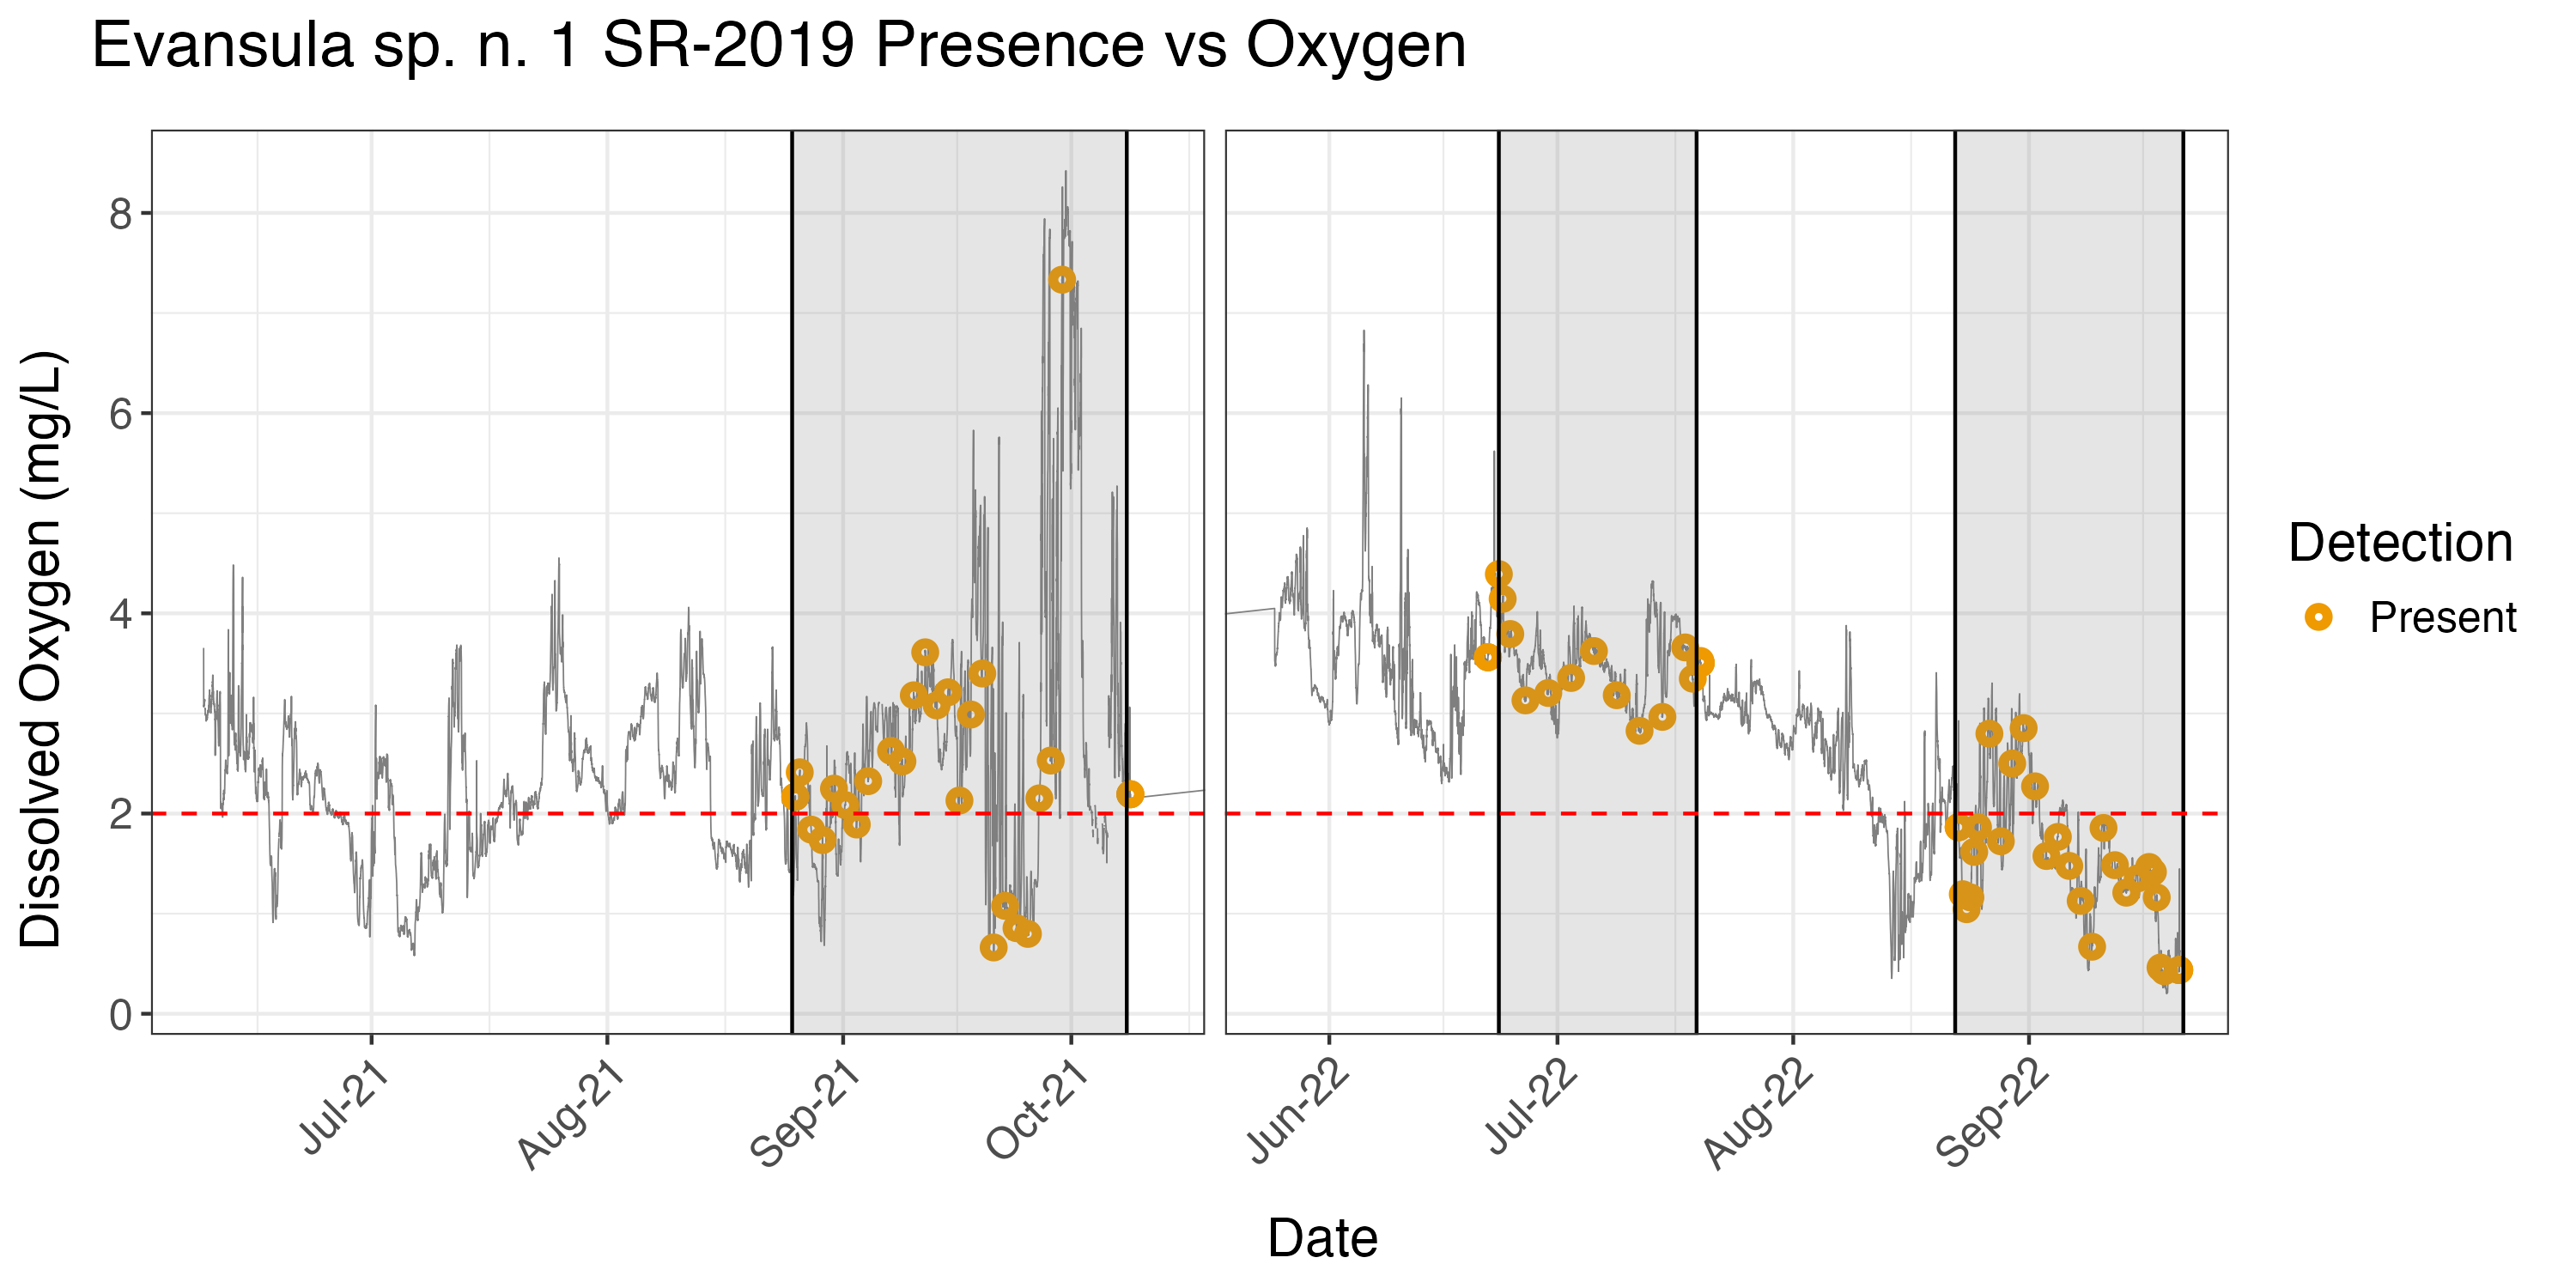 Evansula sp. n. 1 SR-2019 Presence vs Oxygen
Dissolved Oxygen (mg/L)
8
6
4
2
0
Jul-21
Aug-21
Sep-21
Oct-21
Jun-22
Jul-22
Aug-22
Sep-22
Date
Detection
Present